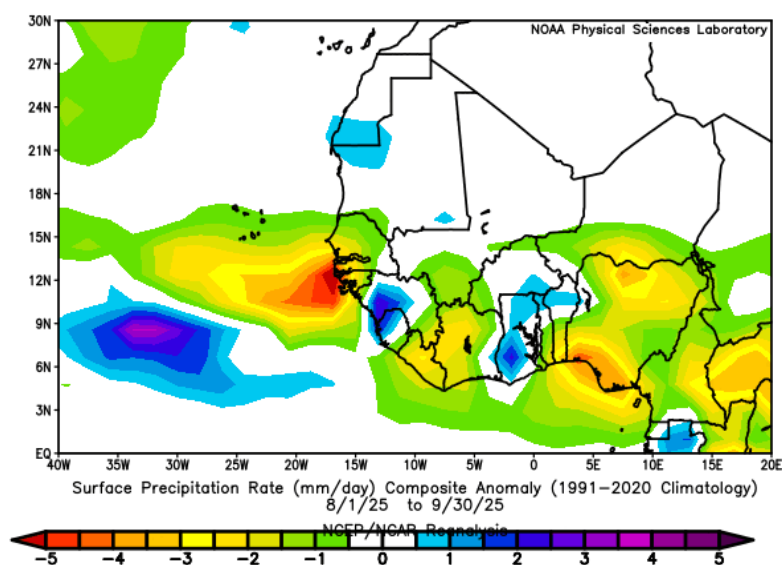 30N
NOAA Physical Sciences Laboratory
27N
24N
21N
18N
15N
12N
9N
6N
3N
EQ
40W 35W 30W 25W 20W 15W 10W 5W 0 5E 10E 15E 20E
Surface Precipitation Rate (mm/day) Composite Anomaly (1991-2020 Climatology)
8/1/25 to 9/30/25
NCEP/NCAR Reanalysis
-5 -4 -3 -2 -1 0 1 2 3 4 5